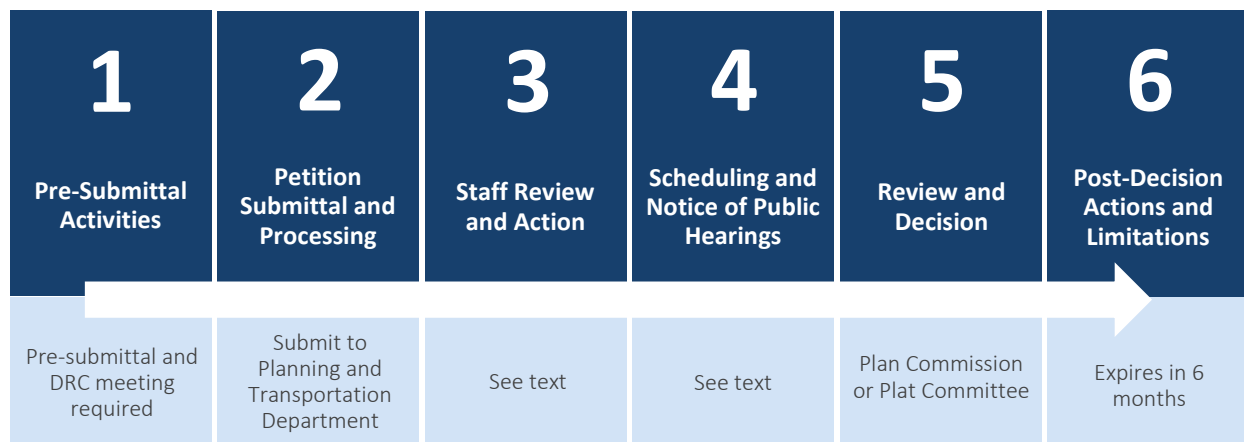 1
Pre-Submittal
Activities
2
Petition
Submittal and
Processing
3
Staff Review
and Action
4
Scheduling and
Notice of Public
Hearings
5
Review and
Decision
6
Post-Decision
Actions and
Limitations
Pre-submittal and
DRC meeting
required
Submit to
Planning and
Transportation
Department
See text
See text
Plan Commission
or Plat Committee
Expires in 6
months